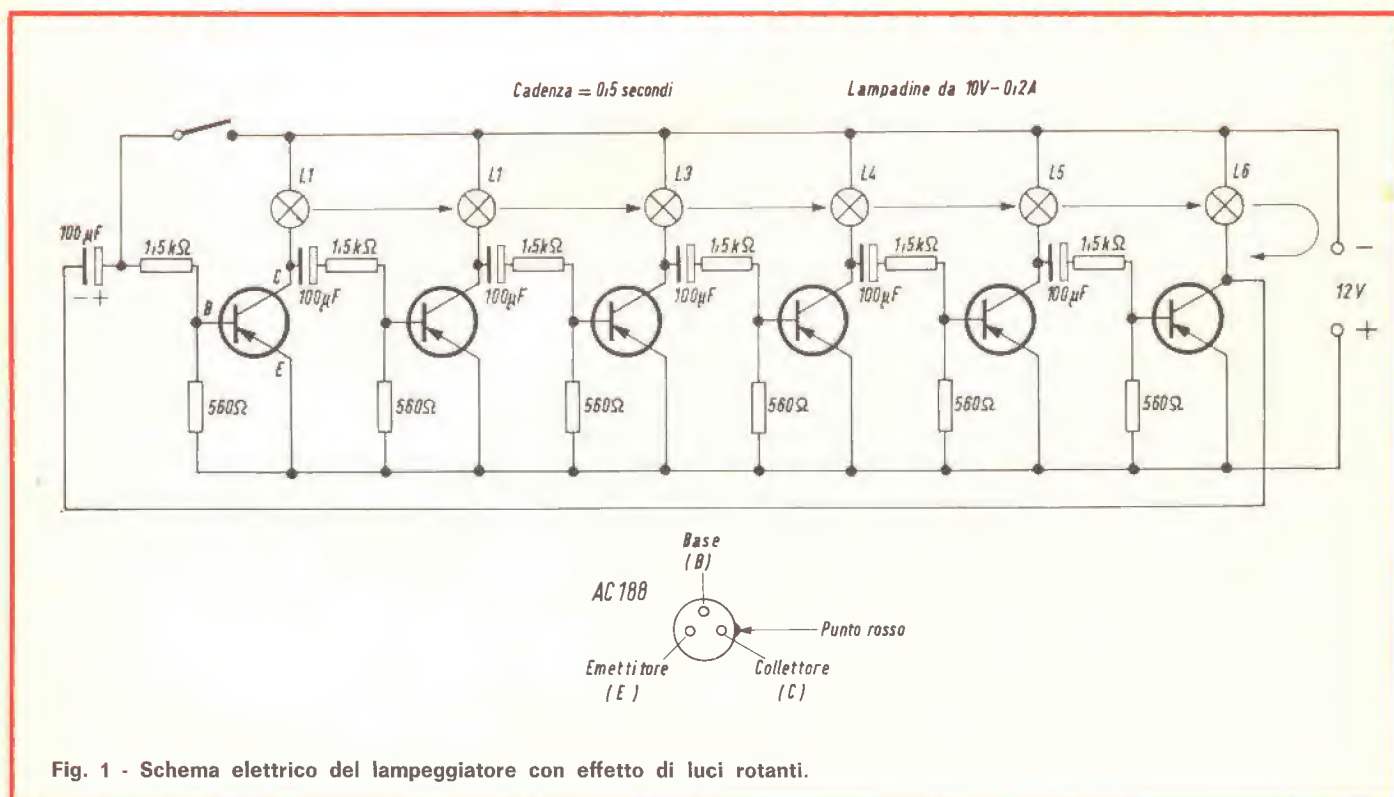 Cadenza = 0,5 secondi
Lampadine da 10V-0,2A
L1
L1
L3
L4
L5
L6
100µF
1,5kΩ
1,5kΩ
1,5kΩ
1,5kΩ
1,5kΩ
1,5kΩ
- +
C
B
E
100µF
100µF
100µF
100µF
100µF
-
12V
+
560Ω
560Ω
560Ω
560Ω
560Ω
560Ω
Base
(B)
AC 188
Punto rosso
Emettitore
(E)
Collettore
(C)
Fig. 1 - Schema elettrico del lampeggiatore con effetto di luci rotanti.